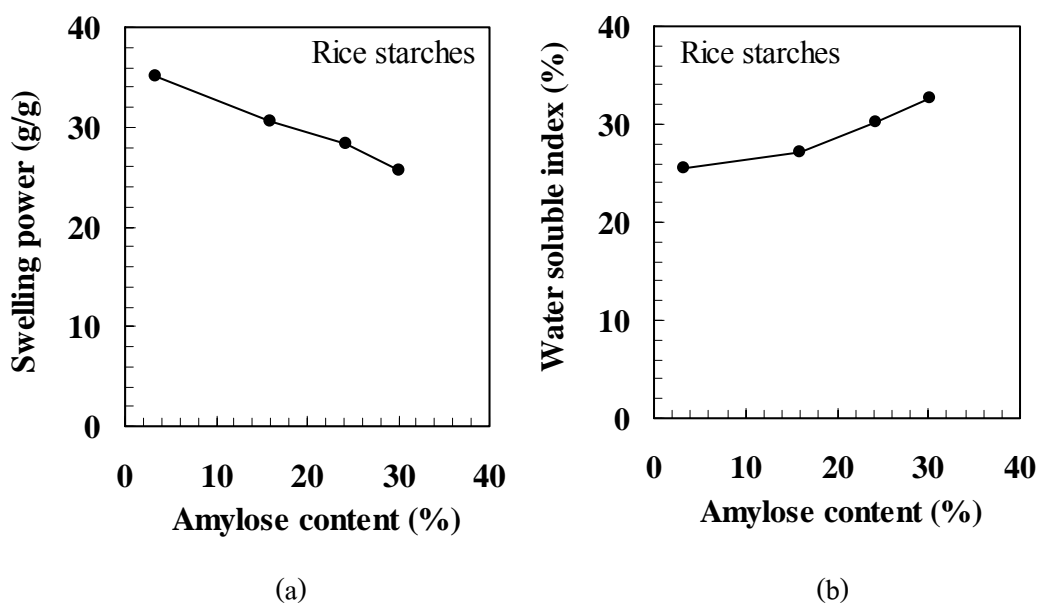 Swelling power (g/g)
40
30
20
10
0
Rice starches
0 10 20 30 40
Amylose content (%)
(a)
Water soluble index (%)
40
30
20
10
0
Rice starches
0 10 20 30 40
Amylose content (%)
(b)